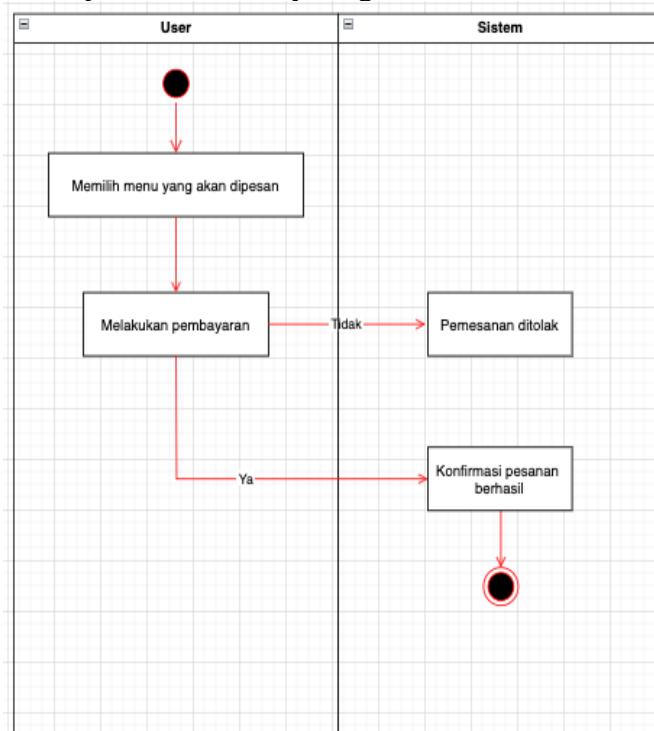 User
Sistem
Memilih menu yang akan dipesan
Melakukan pembayaran
Tidak
Pemesanan ditolak
Ya
Konfirmasi pesanan
berhasil